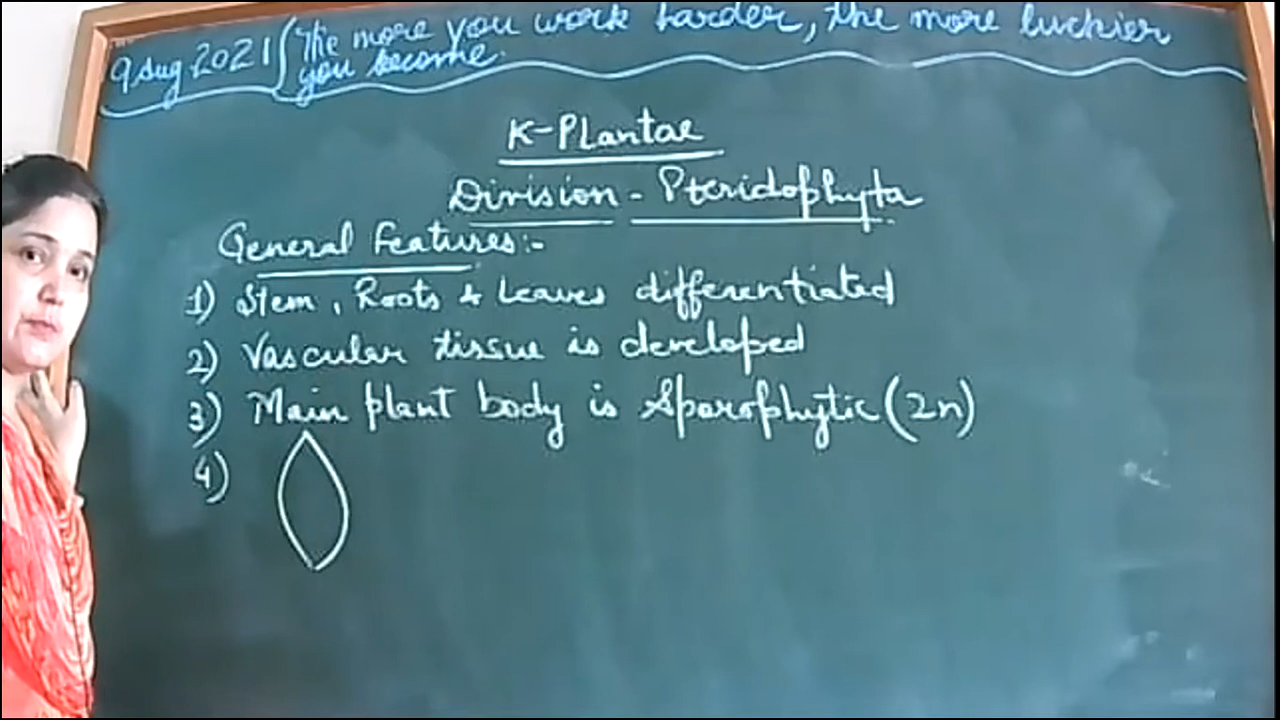 9 Aug 2021 The more you work harder, the more luckier
you become.
K-Plantae
Division - Pteridophyta
General Features:-
1) Stem, Roots & Leaves differentiated
2) Vascular tissue is developed
3) Main plant body is Sporophytic (2n)
4)